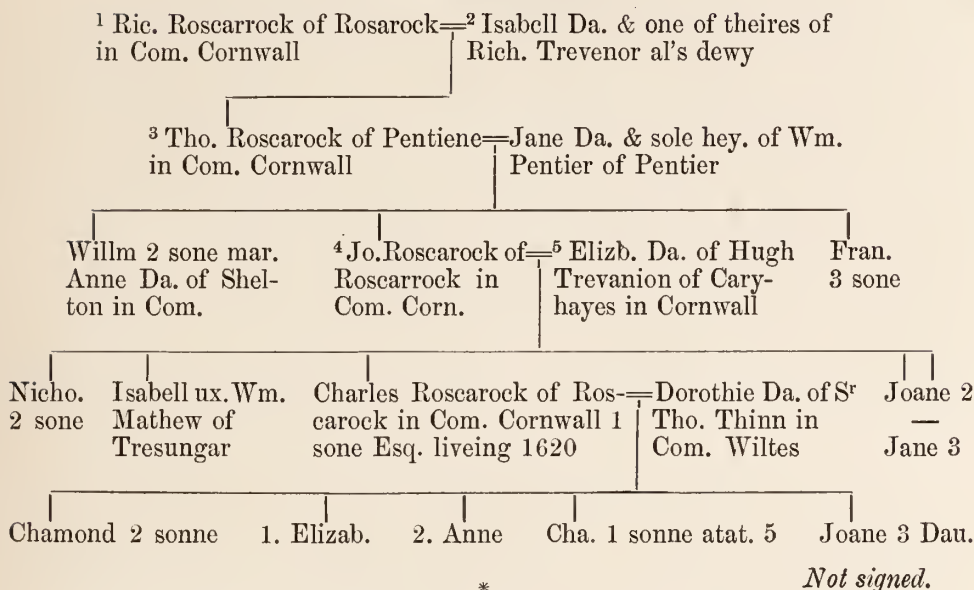 1 Ric. Roscarrock of Rosarock=2 Isabell Da. & one of theires of
in Com. Cornwall Rich. Trevenor al's dewy
3 Tho. Roscarock of Pentiene=Jane Da. & sole hey. of Wm.
in Com. Cornwall Pentier of Pentier
Willm 2 sone mar.
Anne Da. of Shel-
ton in Com.
4 Jo. Roscarock of=5 Elizb. Da. of Hugh
Roscarrock in Trevanion of Cary-
Com. Corn. hayes in Cornwall
Fran.
3 sone
Nicho.
2 sone
Isabell ux. Wm.
Mathew of
Tresungar
Charles Roscarock of Ros-=Dorothie Da. of Sr
carock in Com. Cornwall 1 Tho. Thinn in
sone Esq. liveing 1620 Com. Wiltes
Joane 2
—
Jane 3
Chamond 2 sonne 1. Elizab. 2. Anne Cha. 1 sonne atat. 5 Joane 3 Dau.
Not signed.
*